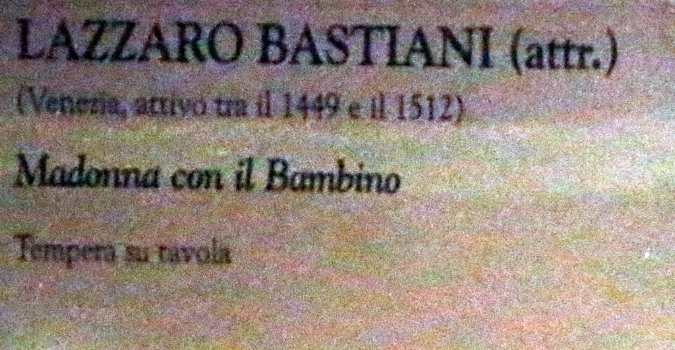 LAZZARO BASTIANI (attr.)
(Venezia, attivo tra il 1449 e il 1512)
Madonna con il Bambino
Tempera su tavola